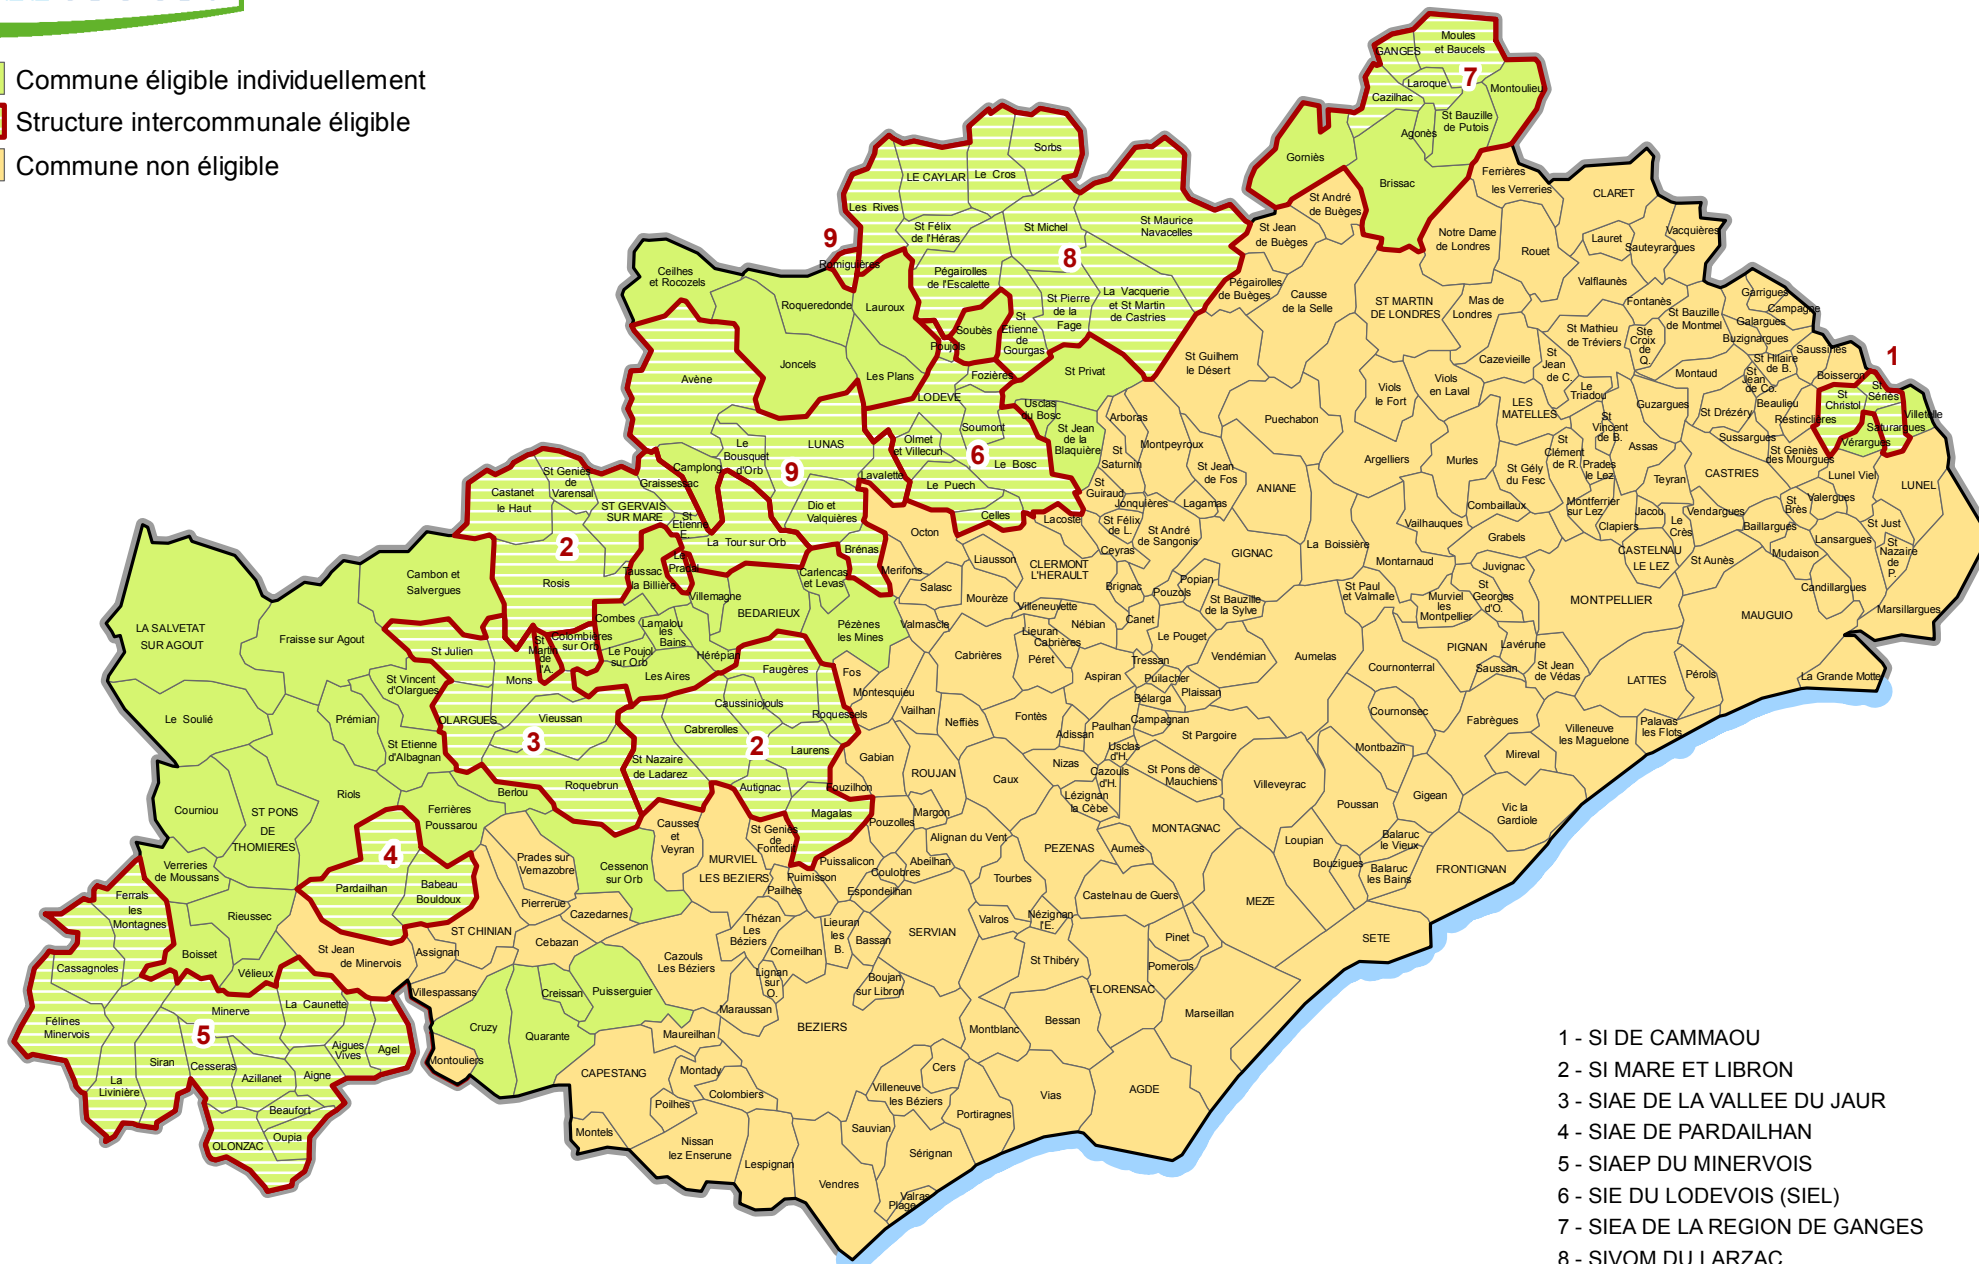 Commune éligible individuellement
Structure intercommunale éligible
Commune non éligible
GANGES
Moules
et Baucels
7
Laroque
Cazilhac
Montoulieu
St Bauzille
de Putois
Agonès
Gorniès
Brissac
Sorbs
LE CAYLAR
Le Cros
Les Rives
St Félix
de l'Héras
St Michel
St Maurice
Navacelles
8
9
Romiguières
Pégairolles
de l'Escalette
St Pierre
de la
Fage
La Vacquerie
et St Martin
de Castries
St
Etienne
de
Gourgas
Soubès
Poujols
Lauroux
Les Plans
Ceilhes
et Rocozels
Roqueredonde
Joncels
Avène
LODEVE
Fozières
St Privat
Usclas
du Bosc
St Jean
de la
Blaquière
Soumont
Olmet
et Villecun
6
Le Bosc
Le Puech
Lavalette
Celles
LUNAS
Le
Bousquet
d'Orb
Camplong
Graissessac
9
Dio et
Valquières
Brénas
La Tour sur Orb
St
Etienne
E.
St Geniès
de
Varensal
Castanet
le Haut
ST GERVAIS
SUR MARE
2
Rosis
Taussac
la Billière
Le
Pradal
Villemagne
BEDARIEUX
Carlencas
et Levas
Pézènes
les Mines
Combes
Lamalou
les
Bains
Le Poujol
sur Orb
Hérépian
Les Aires
Colombières
sur Orb
St
Martin
de
l'A.
Cambon et
Salvergues
LA SALVETAT
SUR AGOUT
Fraisse sur Agout
St Julien
Mons
St Vincent
d'Olargues
OLARGUES
Vieussan
3
Prémian
St Etienne
d'Albagnan
Le Soulié
Riols
Berlou
Roquebrun
Courniou
ST PONS
DE
THOMIERES
Ferrières
Poussarou
Faugères
Caussiniojouls
Cabrerolles
Roquessels
2
Laurens
St Nazaire
de Ladarez
Autignac
Pouzilhon
Magalas
4
Pardailhan
Babeau
Bouldoux
Verreries
de Moussans
Ferrals
les
Montagnes
Rieussec
Boisset
Vélieux
Cassagnoles
Minerve
La Caunette
Félines
Minervois
5
Siran
Cesseras
Azillanet
Aigues
Vives
Agel
Aigne
La
Livinière
Beaufort
OLONZAC
Oupia
St Jean
de Minervois
Assignan
ST CHINIAN
Villespassans
Cebazan
Cazedarnes
Pierrerue
Prades sur
Vernazobre
Cessenon
sur Orb
Causses
et
Veyran
MURVIEL
LES BEZIERS
St Geniès
de
Fontedit
Cruzy
Creissan
Puisserguier
Quarante
Montouliers
Maureilhan
CAPESTANG
Montady
Colombiers
Poilhes
Montels
Nissan
lez Enserune
Lespignan
Vendres
Sauvian
Sérignan
Valras
Plage
Villeneuve
les Béziers
Cers
Portiragnes
Vias
AGDE
BEZIERS
Cazouls
Les Béziers
Maraussan
Lignan
sur
O.
Corneilhan
Thézan
Les
Béziers
Pailhes
Puimisson
Lieuran
les
B.
Bassan
Boujan
sur Libron
Espondeilhan
Coulobres
Puissalicon
Abeilhan
SERVIAN
Valros
Montblanc
Bessan
St Thibéry
FLORENSAC
Marseillan
Pomerols
Pinet
Nézignan
l'E.
Castelnau de Guers
Tourbes
PEZENAS
Aumes
MONTAGNAC
Alignan du Vent
Margon
Pouzolles
Gabian
ROUJAN
Caux
Neffiès
Vailhan
Montesquieu
Fos
Nizas
Lézignan
la Cèbe
Cazouls
d'H.
Usclas
d'H.
Adissan
Fontès
Paulhan
Campagnan
Bélarga
Puilacher
Tressan
Plaissan
St Pargoire
St Pons de
Mauchiens
Villeveyrac
MEZE
Loupian
Bouzigues
Poussan
Montbazin
Gigean
Balaruc
le Vieux
Balaruc
les Bains
FRONTIGNAN
SETE
Vic la
Gardiole
Mireval
Fabrègues
Villeneuve
les Maguelone
Palavas
les Flots
Cournonsec
Cournonterral
PIGNAN
Saussan
Lavérune
St Jean
de Védas
LATTES
Pérols
La Grande Motte
MAUGUIO
MONTPELLIER
Octon
Merifons
Salasc
Liausson
Mourèze
Valmascle
Lacoste
CLERMONT
L'HERAULT
Ceyras
Brignac
Villeneuvette
Nébian
Canet
Lieuran
Cabrières
Cabrières
Péret
Aspiran
Le Pouget
Vendémian
Aumelas
St Bauzille
de la Sylve
Popian
Pouzols
GIGNAC
St André
de Sangonis
St Félix
de L.
Jonquières
St
Guiraud
St
Saturnin
Arboras
Montpeyroux
St Jean
de Fos
Lagamas
ANIANE
La Boissière
Puechabon
Argelliers
St Guilhem
le Désert
Vailhauques
Montarnaud
St Paul
et Valmalle
Murviel
les
Montpellier
St
Georges
d'O.
Juvignac
Grabels
Combaillaux
Murles
St Gély
du Fesc
Viols
le Fort
Viols
en Laval
Cazevieille
LES
MATELLES
St
Jean
de C.
Le
Triadou
St Mathieu
de Tréviers
St
Vincent
de B.
St
Clément
de R.
Prades
le Lez
Montferrier
sur Lez
Clapiers
Jacou
Le
Crès
CASTELNAU
LE LEZ
Vendargues
Teyran
Assas
Guzargues
St Aunès
Baillargues
St
Brès
Mudaison
Candillargues
Lansargues
Valergues
St Just
St
Nazaire
de
P.
Marsillargues
LUNEL
Lunel Viel
St Geniès
des Mourgues
CASTRIES
Sussargues
St Drézéry
Beaulieu
Restinclières
Montaud
St
Jean
de Co.
St Hilaire
de B.
Saussines
Boisseron
1
St
Christol
St
Séries
Villetelle
Saturargues
Vérargues
Buzignargues
Galargues
Garrigues
Campagne
St Bauzille
de Montmel
Fontanès
Ste
Croix
de
Q.
Valflaunès
Sauteyrargues
Lauret
Vacquières
CLARET
Ferrières
les Verreries
Rouet
Notre Dame
de Londres
Mas de
Londres
ST MARTIN
DE LONDRES
Causse
de la Selle
Pégairolles
de Buèges
St Jean
de Buèges
St André
de Buèges
1 - SI DE CAMMAOU
2 - SI MARE ET LIBRON
3 - SIAE DE LA VALLEE DU JAUR
4 - SIAE DE PARDAILHAN
5 - SIAEP DU MINERVOIS
6 - SIE DU LODEVOIS (SIEL)
7 - SIEA DE LA REGION DE GANGES
8 - SIVOM DU LARZAC